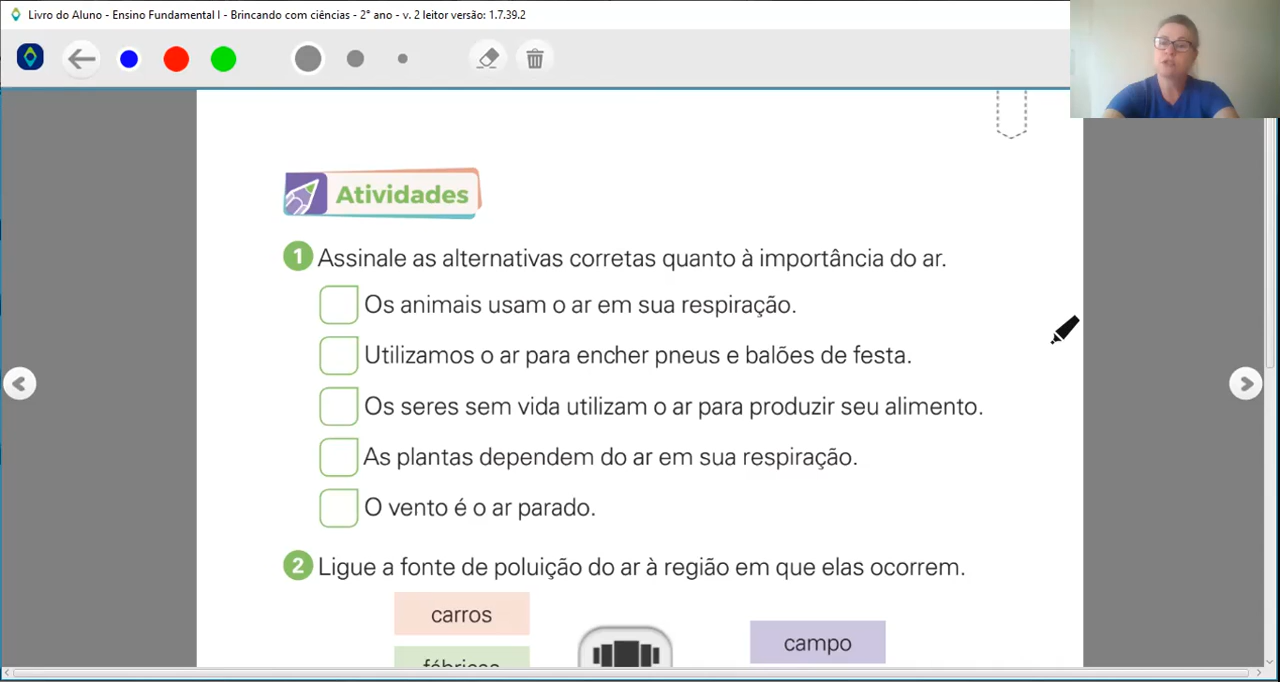 Livro do Aluno - Ensino Fundamental I - Brincando com ciências - 2° ano - v. 2 leitor versão: 1.7.39.2
Atividades
1 Assinale as alternativas corretas quanto à importância do ar.
Os animais usam o ar em sua respiração.
Utilizamos o ar para encher pneus e balões de festa.
Os seres sem vida utilizam o ar para produzir seu alimento.
As plantas dependem do ar em sua respiração.
O vento é o ar parado.
2 Ligue a fonte de poluição do ar à região em que elas ocorrem.
carros
campo